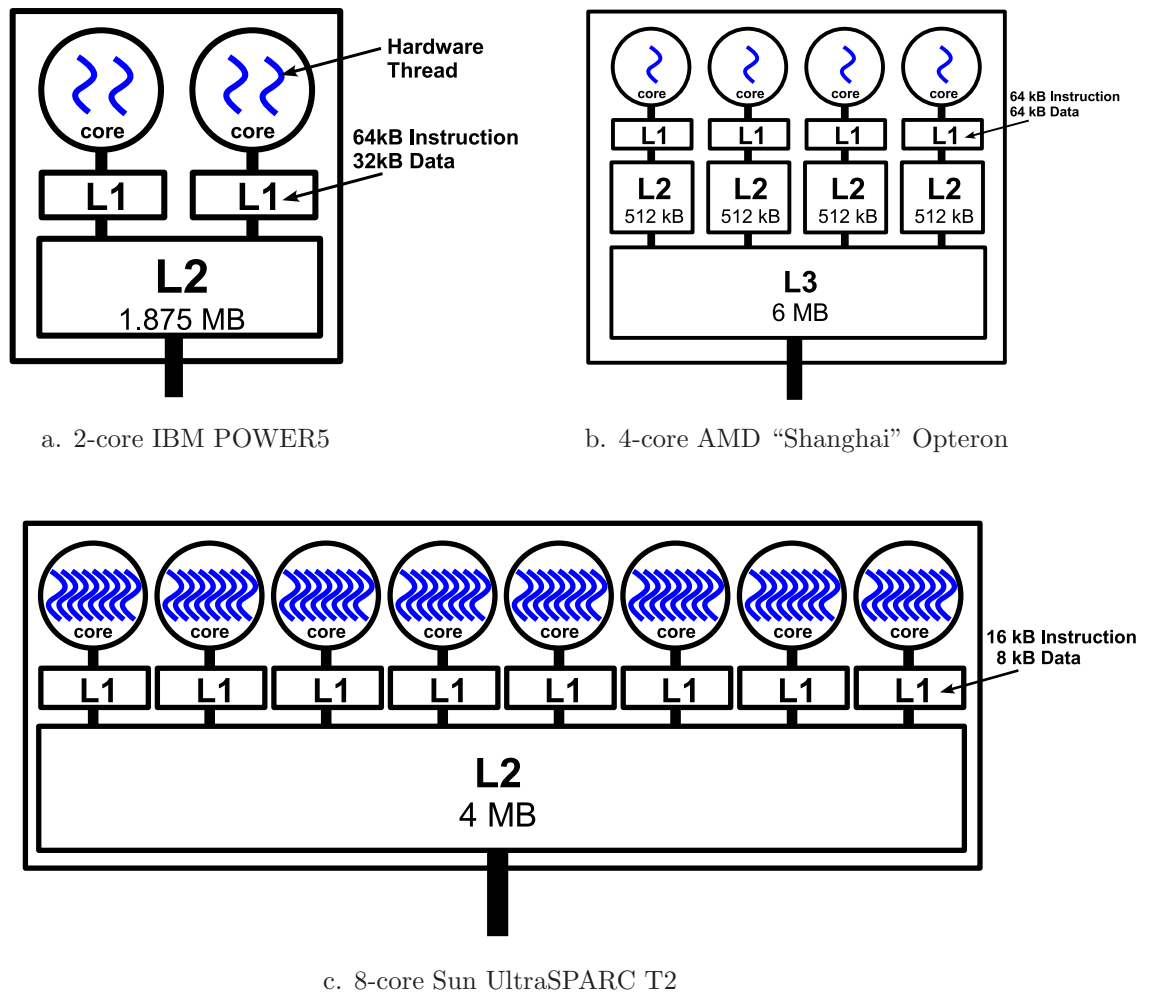 Hardware
Thread
core
core
64kB Instruction
32kB Data
L1
L1
L2
1.875 MB
a. 2-core IBM POWER5
core
core
core
core
64 kB Instruction
64 kB Data
L1
L1
L1
L1
L2
512 kB
L2
512 kB
L2
512 kB
L2
512 kB
L3
6 MB
b. 4-core AMD “Shanghai” Opteron
core
core
core
core
core
core
core
core
16 kB Instruction
8 kB Data
L1
L1
L1
L1
L1
L1
L1
L1
L2
4 MB
c. 8-core Sun UltraSPARC T2